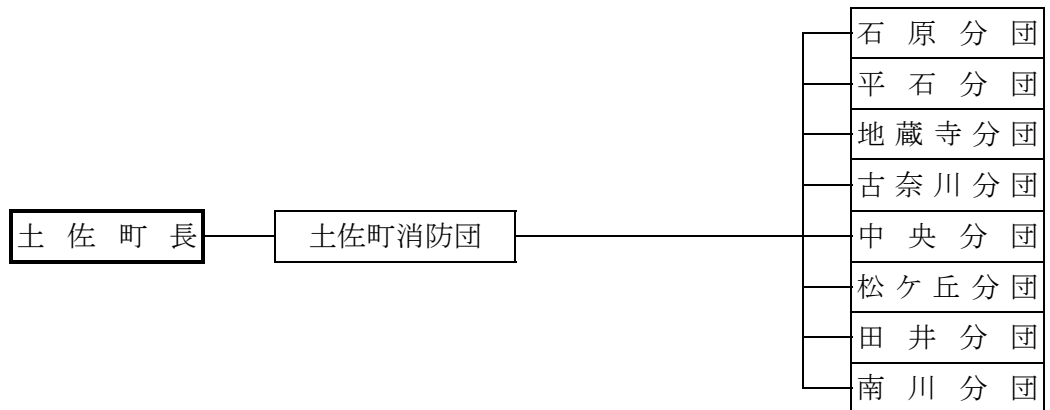 土佐町長
土佐町消防団
石原分団
平石分団
地蔵寺分団
古奈川分団
中央分団
松ケ丘分団
田井分団
南川分団